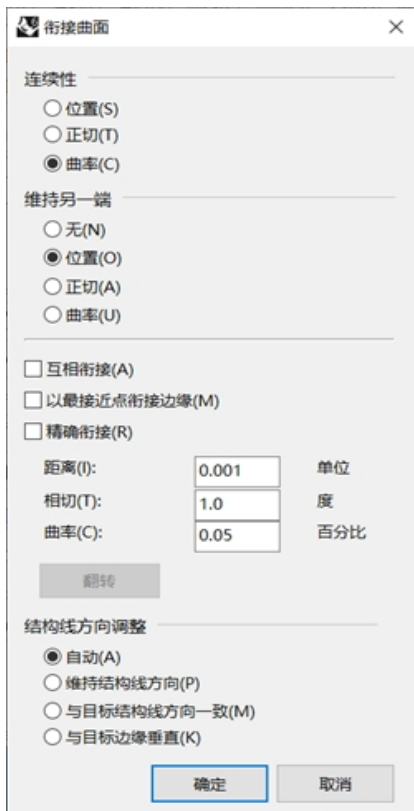 衔接曲面
连续性
位置(S)
正切(T)
曲率(C)
维持另一端
无(N)
位置(O)
正切(A)
曲率(U)
互相衔接(A)
以最接近点衔接边缘(M)
精确衔接(R)
距离(I): 0.001 单位
相切(T): 1.0 度
曲率(C): 0.05 百分比
翻转
结构线方向调整
自动(A)
维持结构线方向(P)
与目标结构线方向一致(M)
与目标边缘垂直(K)
确定 取消